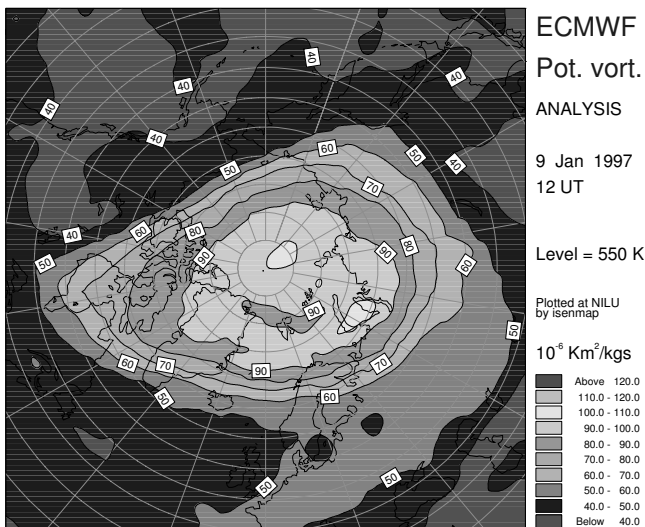 ECMWF
Pot. vort.
ANALYSIS
9 Jan 1997
12 UT
Level = 550 K
Plotted at NILU
by isenmap
10⁻⁶ Km²/kgs
Above 120.0
110.0 - 120.0
100.0 - 110.0
90.0 - 100.0
80.0 - 90.0
70.0 - 80.0
60.0 - 70.0
50.0 - 60.0
40.0 - 50.0
Below 40.0
40
40
40
40
40
60
50
50
40
50
70
60
80
40
80
90
90
50
60
90
50
60
70
90
70
50
60
50
50